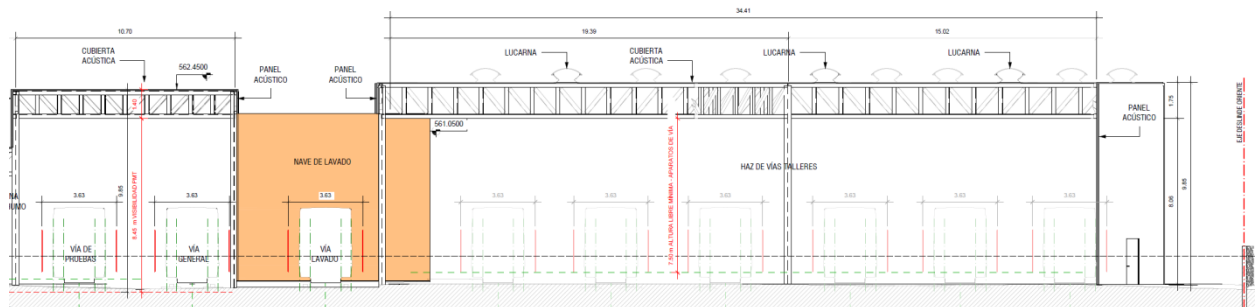 34.41
10.70
19.39
15.02
CUBIERTA
ACÚSTICA
562.4500
PANEL
ACÚSTICO
PANEL
ACÚSTICO
LUCARNA
CUBIERTA
ACÚSTICA
LUCARNA
LUCARNA
1.40
1.75
PANEL
ACÚSTICO
EJE DESLINDE ORIENTE
561.0500
NAVE DE LAVADO
HAZ DE VÍAS TALLERES
9.85
8.45 m VISIBILIDAD PMT
7.50 m ALTURA LIBRE MÍNIMA - APARATOS DE VÍA
8.06
9.85
3.63
3.63
3.63
3.63
3.63
3.63
3.63
3.63
3.63
VÍA DE
PRUEBAS
VÍA
GENERAL
VÍA
LAVADO